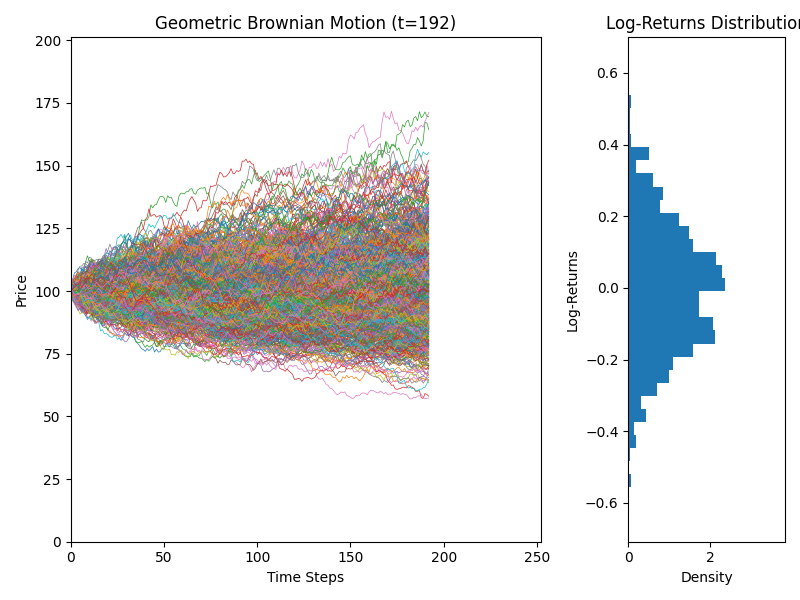 Geometric Brownian Motion (t=192)
Price
200
175
150
125
100
75
50
25
0
0 50 100 150 200 250
Time Steps
Log-Returns Distribution
Log-Returns
0.6
0.4
0.2
0.0
−0.2
−0.4
−0.6
0 2
Density